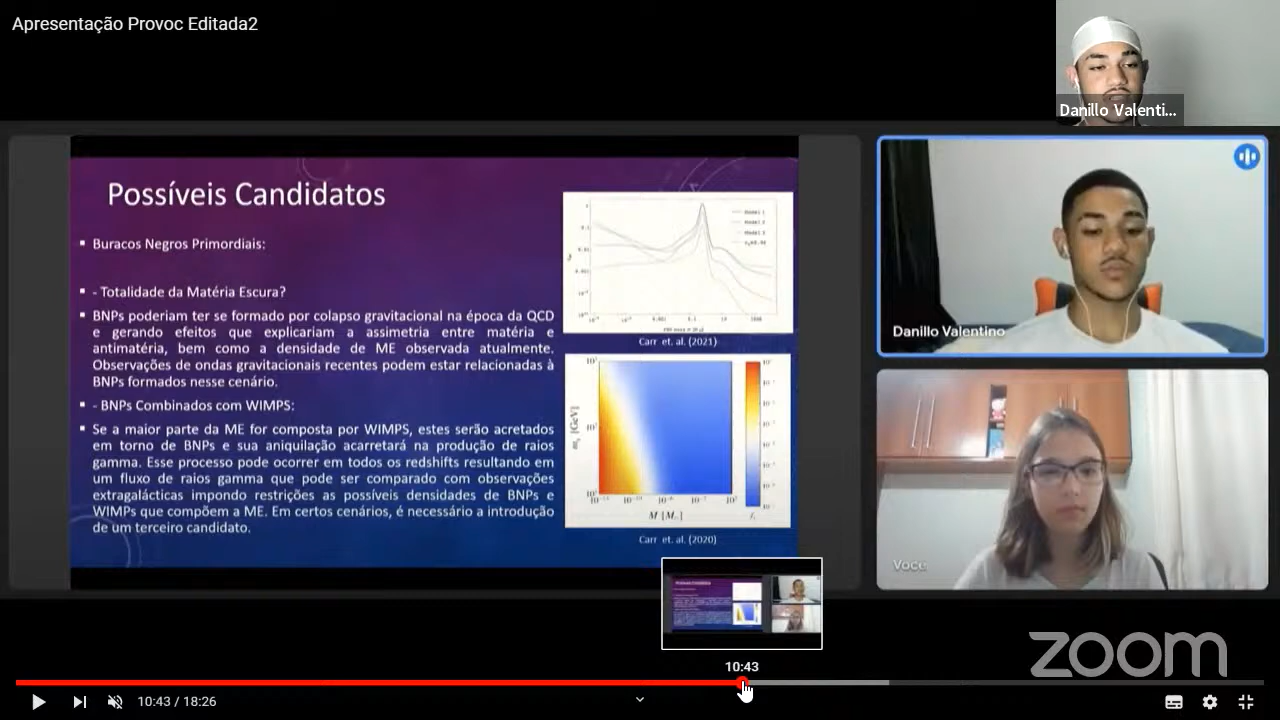 Apresentação Provoc Editada2
Danillo Valenti...
Possíveis Candidatos
Buracos Negros Primordiais:
- Totalidade da Matéria Escura?
BNPs poderiam ter se formado por colapso gravitacional na época da QCD
e gerando efeitos que explicariam a assimetria entre matéria e
antimatéria, bem como a densidade de ME observada atualmente.
Observações de ondas gravitacionais recentes podem estar relacionadas à
BNPs formados nesse cenário.
- BNPs Combinados com WIMPS:
Se a maior parte da ME for composta por WIMPS, estes serão acretados
em torno de BNPs e sua aniquilação acarretará na produção de raios
gamma. Esse processo pode ocorrer em todos os redshifts resultando em
um fluxo de raios gamma que pode ser comparado com observações
extragalácticas impondo restrições as possíveis densidades de BNPs e
WIMPs que compõem a ME. Em certos cenários, é necessário a introdução
de um terceiro candidato.
Carr et. al. (2021)
Carr et. al. (2020)
Danillo Valentino
Voce
zoom
10:43
10:43 / 18:26